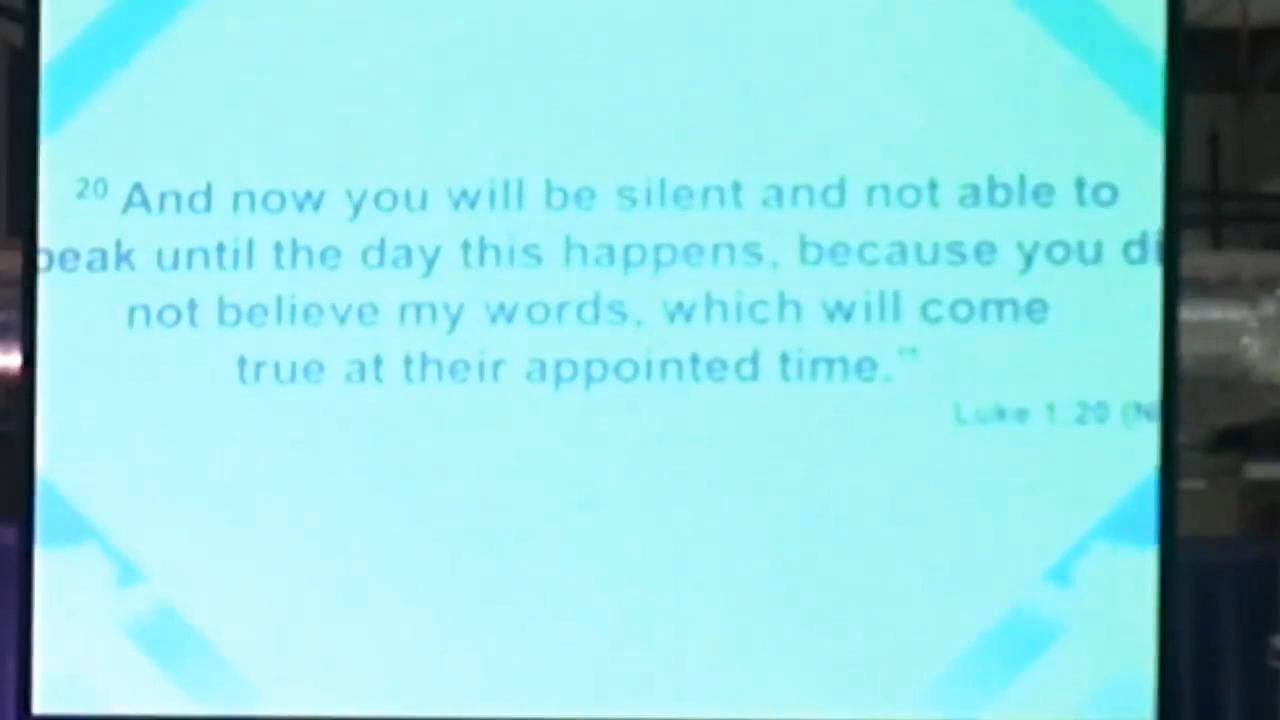 20 And now you will be silent and not able to
peak until the day this happens, because you di
not believe my words, which will come
true at their appointed time."
Luke 1:20 (N